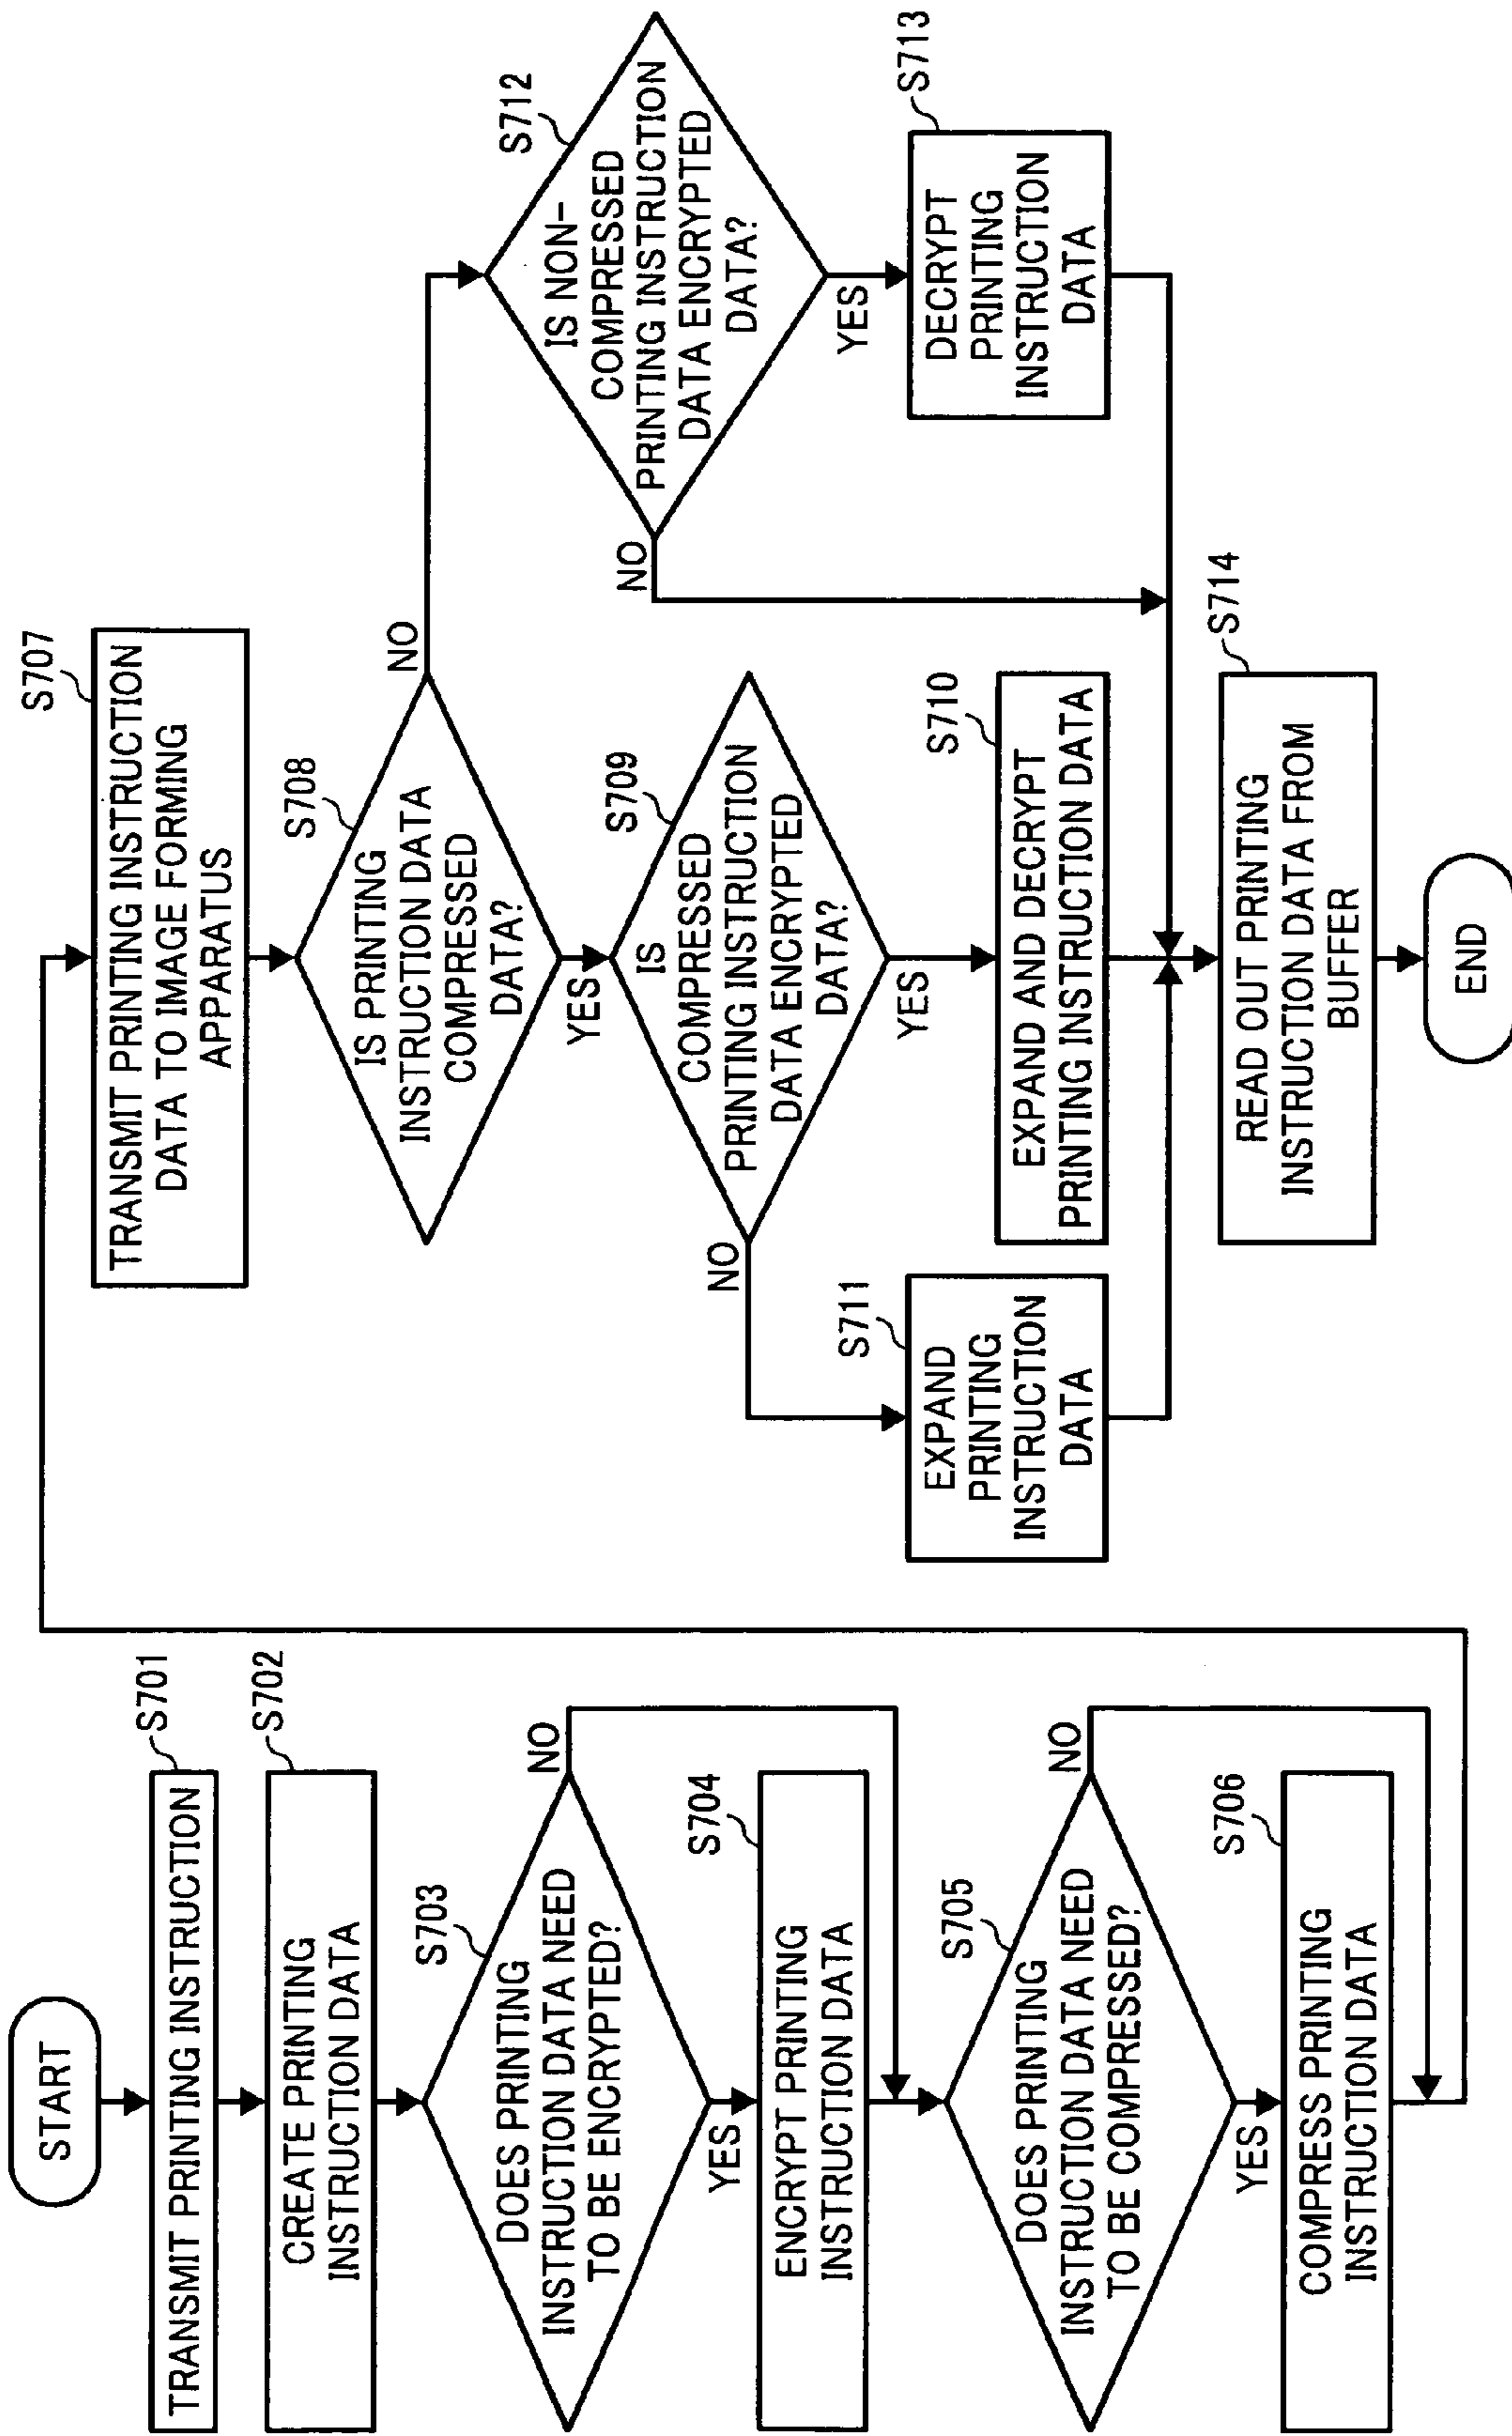 START
S701
TRANSMIT PRINTING INSTRUCTION
S702
CREATE PRINTING
INSTRUCTION DATA
S703
DOES PRINTING
INSTRUCTION DATA NEED
TO BE ENCRYPTED?
NO
YES
S704
ENCRYPT PRINTING
INSTRUCTION DATA
S705
DOES PRINTING
INSTRUCTION DATA NEED
TO BE COMPRESSED?
NO
YES
S706
COMPRESS PRINTING
INSTRUCTION DATA
S707
TRANSMIT PRINTING INSTRUCTION
DATA TO IMAGE FORMING
APPARATUS
S708
IS PRINTING
INSTRUCTION DATA
COMPRESSED
DATA?
NO
YES
S709
IS
COMPRESSED
PRINTING INSTRUCTION
DATA ENCRYPTED
DATA?
NO
YES
S710
EXPAND AND DECRYPT
PRINTING INSTRUCTION DATA
S711
EXPAND
PRINTING
INSTRUCTION
DATA
S712
IS NON-
COMPRESSED
PRINTING INSTRUCTION
DATA ENCRYPTED
DATA?
NO
YES
S713
DECRYPT
PRINTING
INSTRUCTION
DATA
S714
READ OUT PRINTING
INSTRUCTION DATA FROM
BUFFER
END